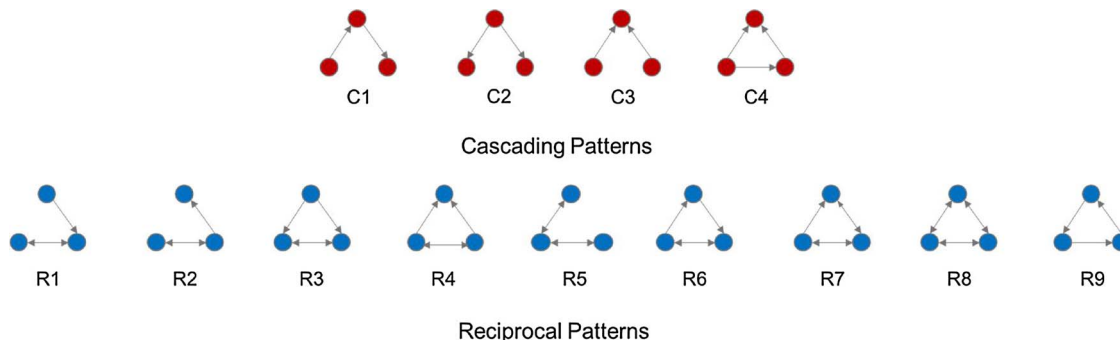 C1 C2 C3 C4
Cascading Patterns
R1 R2 R3 R4 R5 R6 R7 R8 R9
Reciprocal Patterns